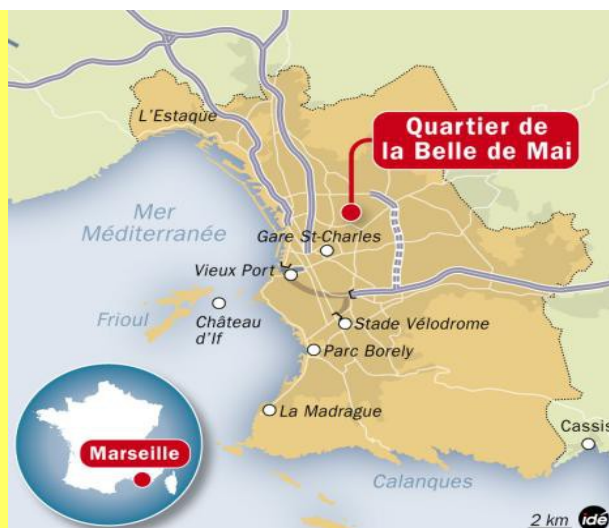 L'Estaque
Quartier de
la Belle de Mai
Mer
Méditerranée
Gare St-Charles
Vieux Port
Frioul
Château
d'If
Stade Vélodrome
Parc Borely
La Madrague
Marseille
Cassis
Calanques
2 km idé